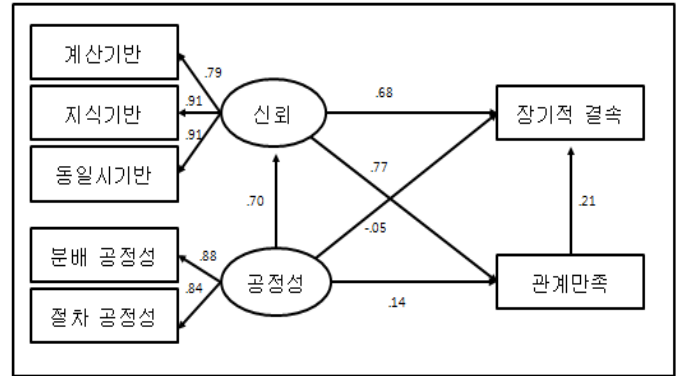 계산기반
.79
지식기반
.91
신뢰
.68
장기적 결속
동일시기반
.91
.77
.70
-.05
.21
분배 공정성
.88
공정성
관계만족
절차 공정성
.84
.14